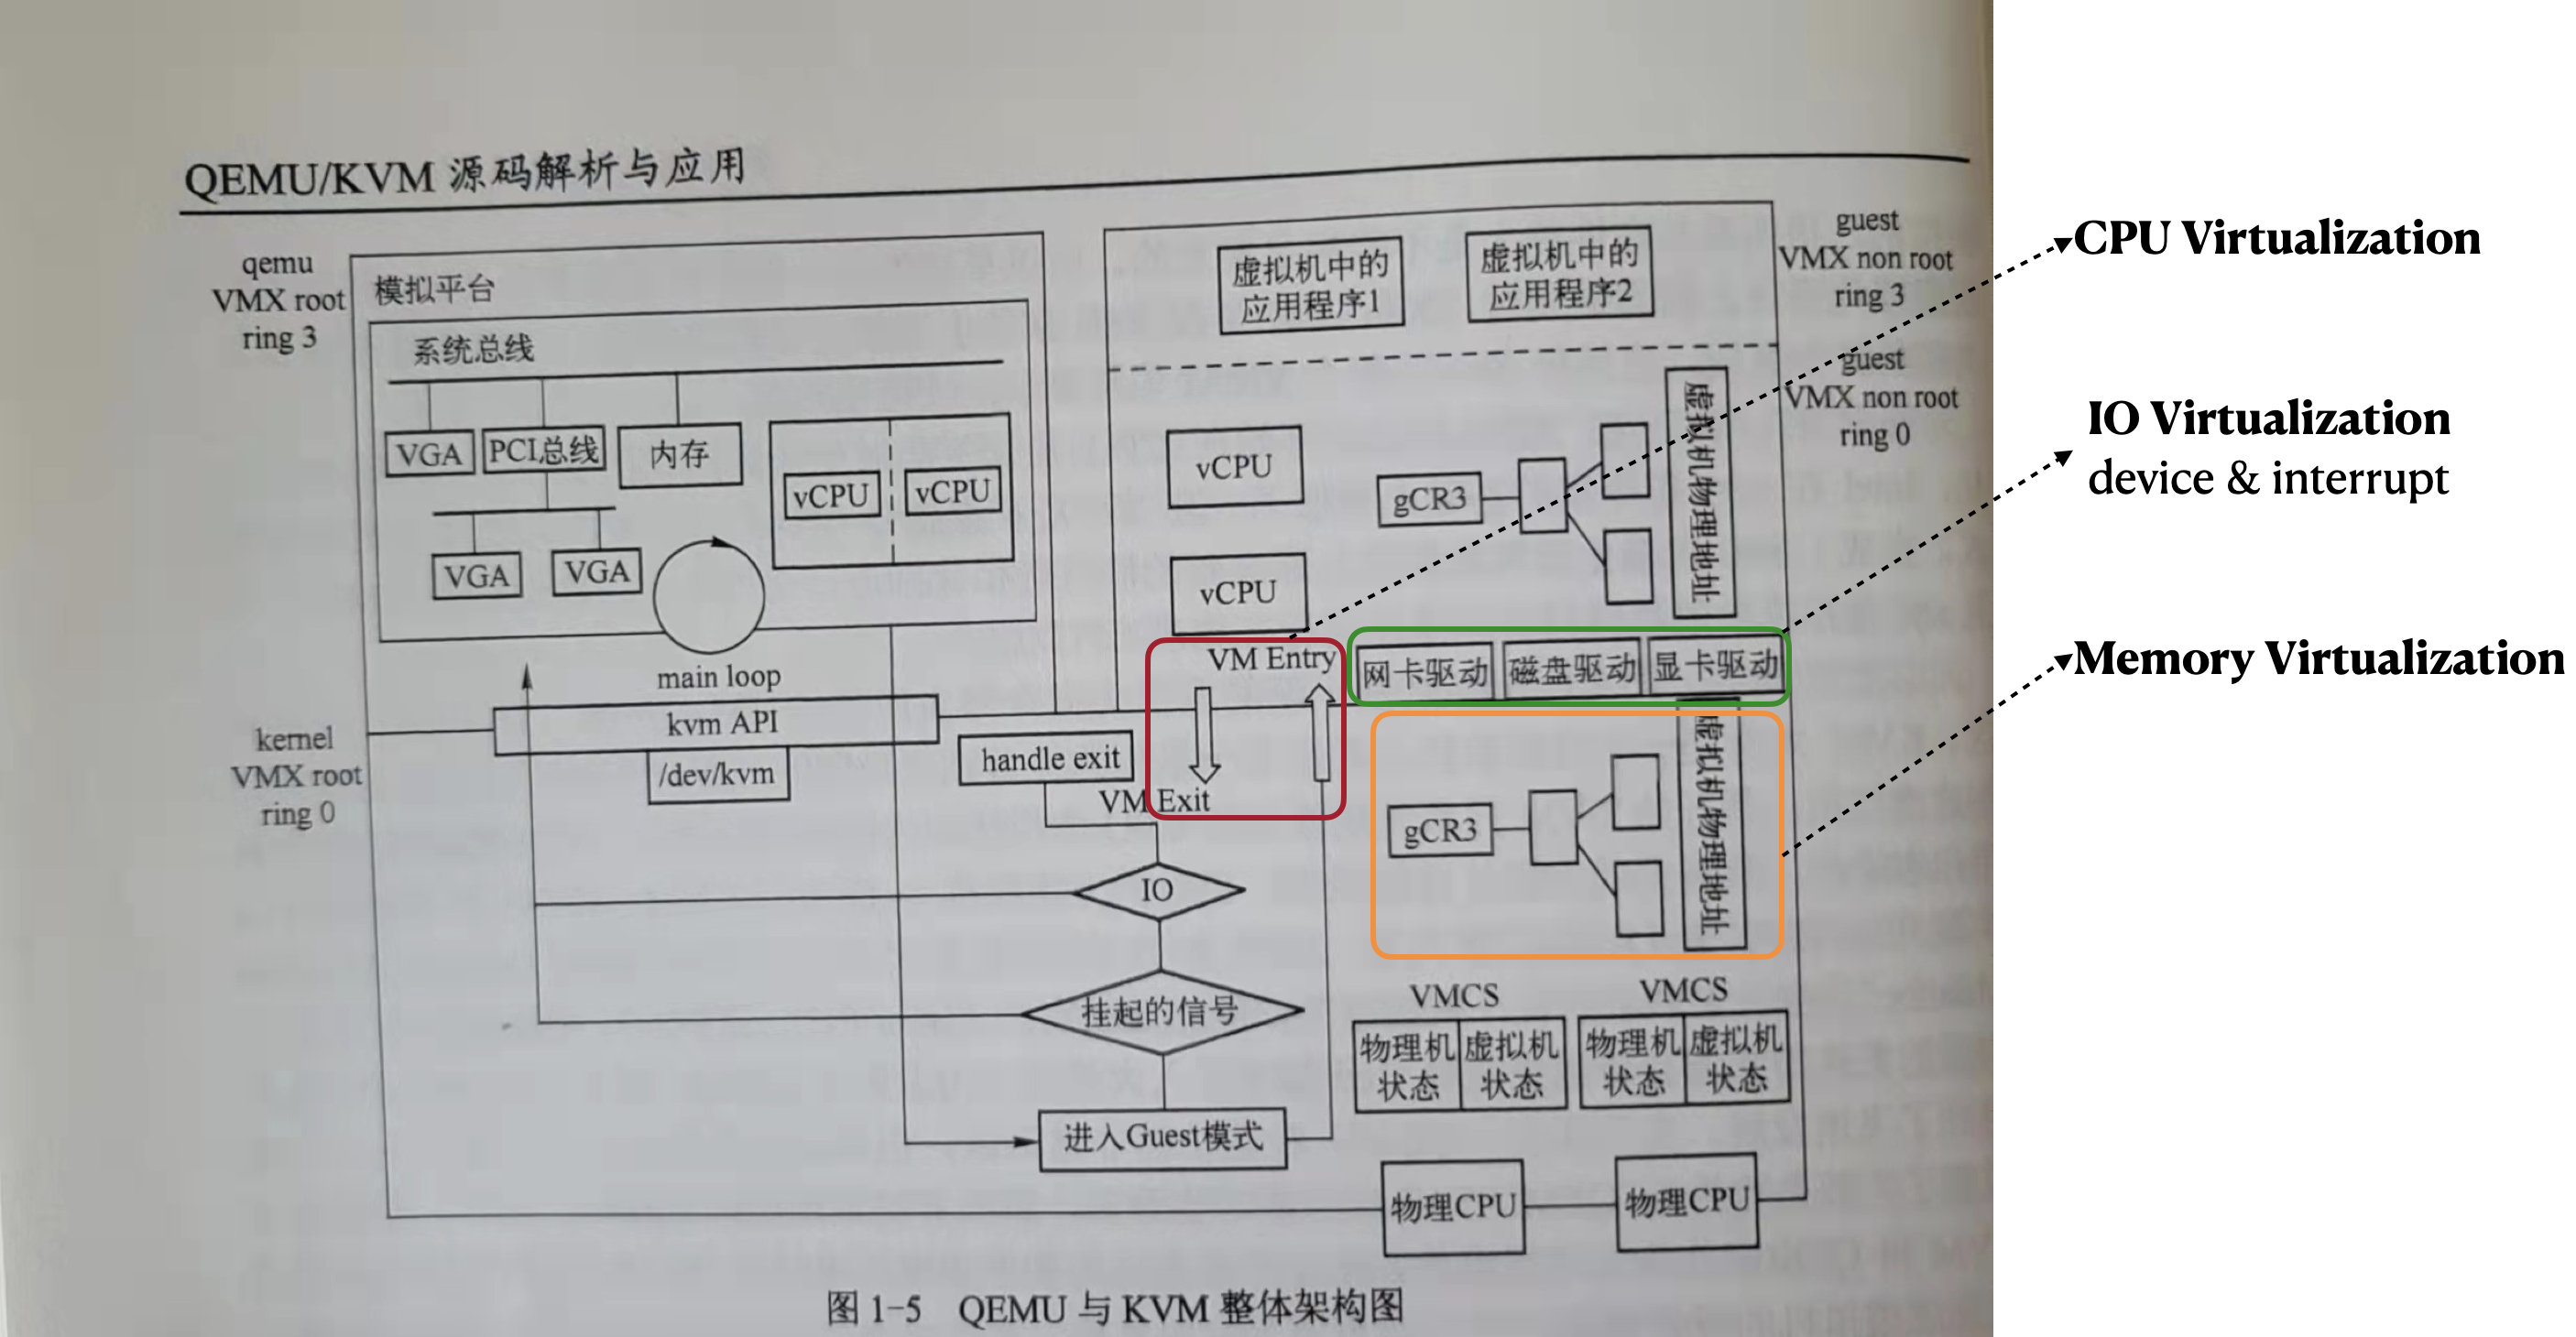 QEMU/KVM 源码解析与应用
qemu
VMX root
ring 3
模拟平台
系统总线
VGA
PCI总线
内存
vCPU
vCPU
VGA
VGA
main loop
虚拟机中的
应用程序1
虚拟机中的
应用程序2
guest
VMX non root
ring 3
guest
VMX non root
ring 0
vCPU
vCPU
gCR3
虚拟机物理地址
网卡驱动
磁盘驱动
显卡驱动
kernel
VMX root
ring 0
kvm API
/dev/kvm
handle exit
VM Entry
VM Exit
gCR3
虚拟机物理地址
IO
挂起的信号
进入Guest模式
VMCS
物理机
状态
虚拟机
状态
VMCS
物理机
状态
虚拟机
状态
物理CPU
物理CPU
图 1-5 QEMU 与 KVM 整体架构图
CPU Virtualization
IO Virtualization
device & interrupt
Memory Virtualization